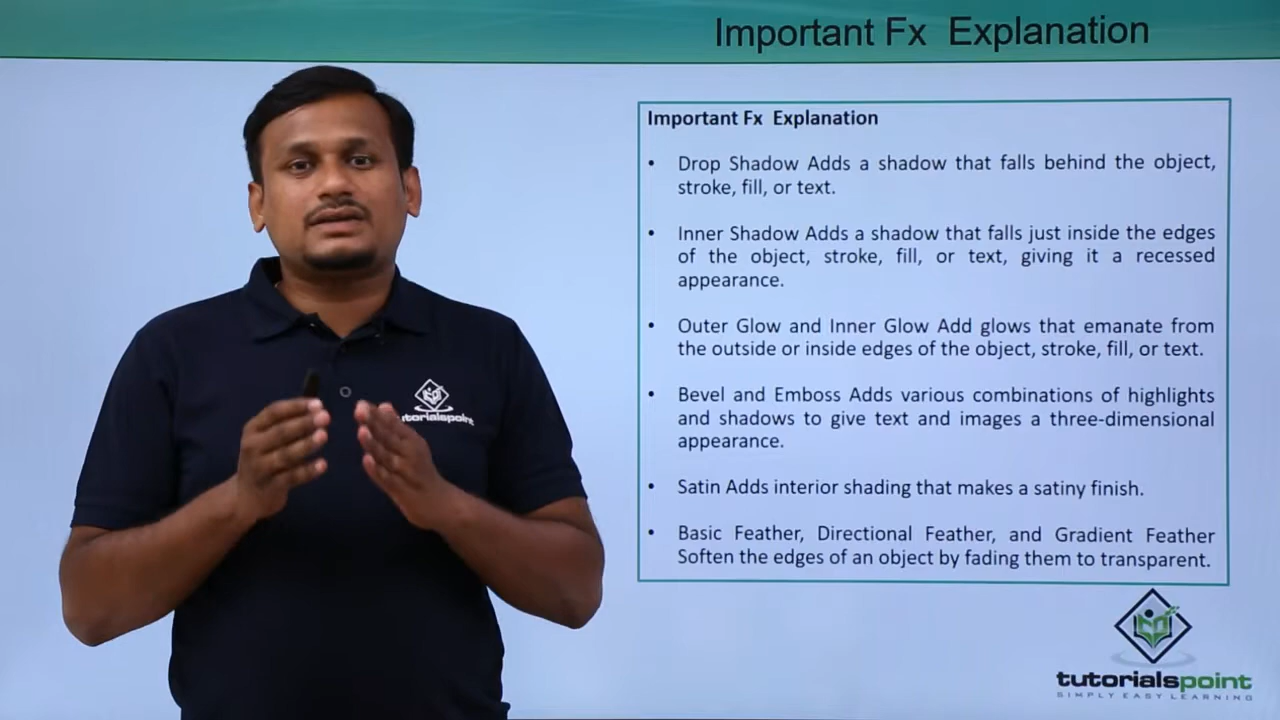 Important Fx Explanation
Important Fx Explanation
• Drop Shadow Adds a shadow that falls behind the object,
stroke, fill, or text.
• Inner Shadow Adds a shadow that falls just inside the edges
of the object, stroke, fill, or text, giving it a recessed
appearance.
• Outer Glow and Inner Glow Add glows that emanate from
the outside or inside edges of the object, stroke, fill, or text.
• Bevel and Emboss Adds various combinations of highlights
and shadows to give text and images a three-dimensional
appearance.
• Satin Adds interior shading that makes a satiny finish.
• Basic Feather, Directional Feather, and Gradient Feather
Soften the edges of an object by fading them to transparent.
utorialspoint
tutorialspoint
SIMPLY EASY LEARNING